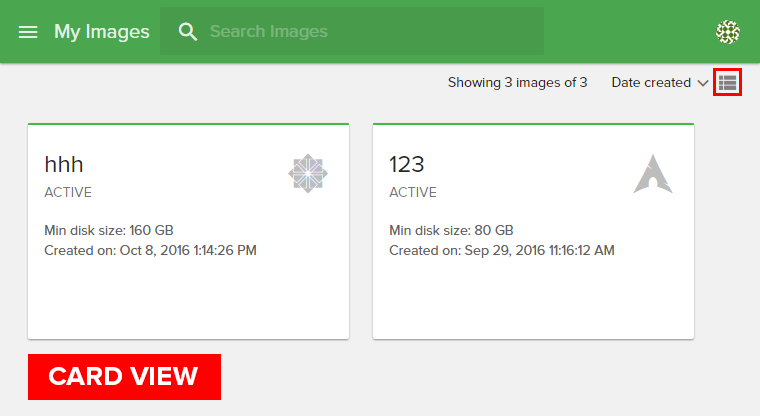 My Images
Search Images
Showing 3 images of 3
Date created
hhh
ACTIVE
Min disk size: 160 GB
Created on: Oct 8, 2016 1:14:26 PM
123
ACTIVE
Min disk size: 80 GB
Created on: Sep 29, 2016 11:16:12 AM
CARD VIEW